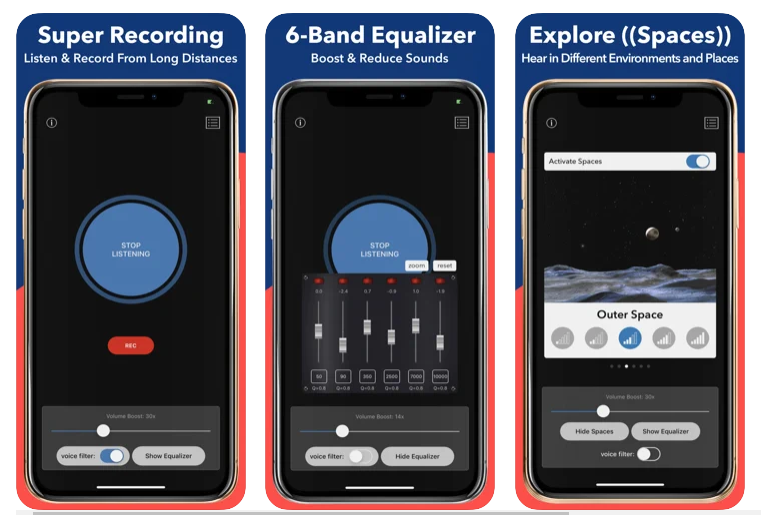 Super Recording
Listen & Record From Long Distances
STOP
LISTENING
REC
Volume Boost: 30x
voice filter:
Show Equalizer
6-Band Equalizer
Boost & Reduce Sounds
STOP
LISTENING
zoom
reset
0.0 -2.4 0.7 -0.9 1.0 -1.9
50 90 350 2500 7000 10000
Q=0.8 Q=0.8 Q=0.8 Q=0.8 Q=0.8 Q=0.8
Volume Boost: 14x
voice filter:
Hide Equalizer
Explore ((Spaces))
Hear in Different Environments and Places
Activate Spaces
Outer Space
Volume Boost: 30x
Hide Spaces
Show Equalizer
voice filter: